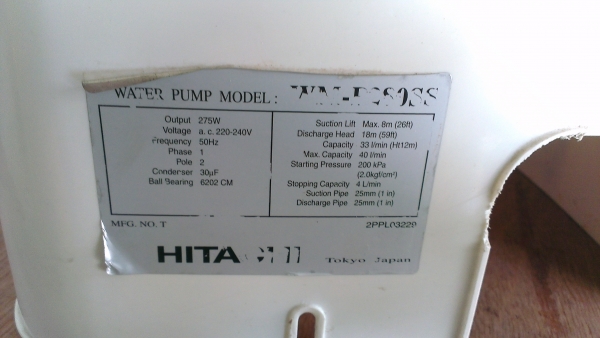 WATER PUMP MODEL :
Output 275W
Voltage a. c. 220-240V
Frequency 50Hz
Phase 1
Pole 2
Condenser 30µF
Ball Bearing 6202 CM
Suction Lift Max. 8m (26ft)
Discharge Head 18m (59ft)
Capacity 33 l/min (Ht12m)
Max. Capacity 40 l/min
Starting Pressure 200 kPa
(2.0kgf/cm²)
Stopping Capacity 4 L/min
Suction Pipe 25mm (1 in)
Discharge Pipe 25mm (1 in)
MFG. NO. T 2PPL03229
HITACHI Tokyo Japan